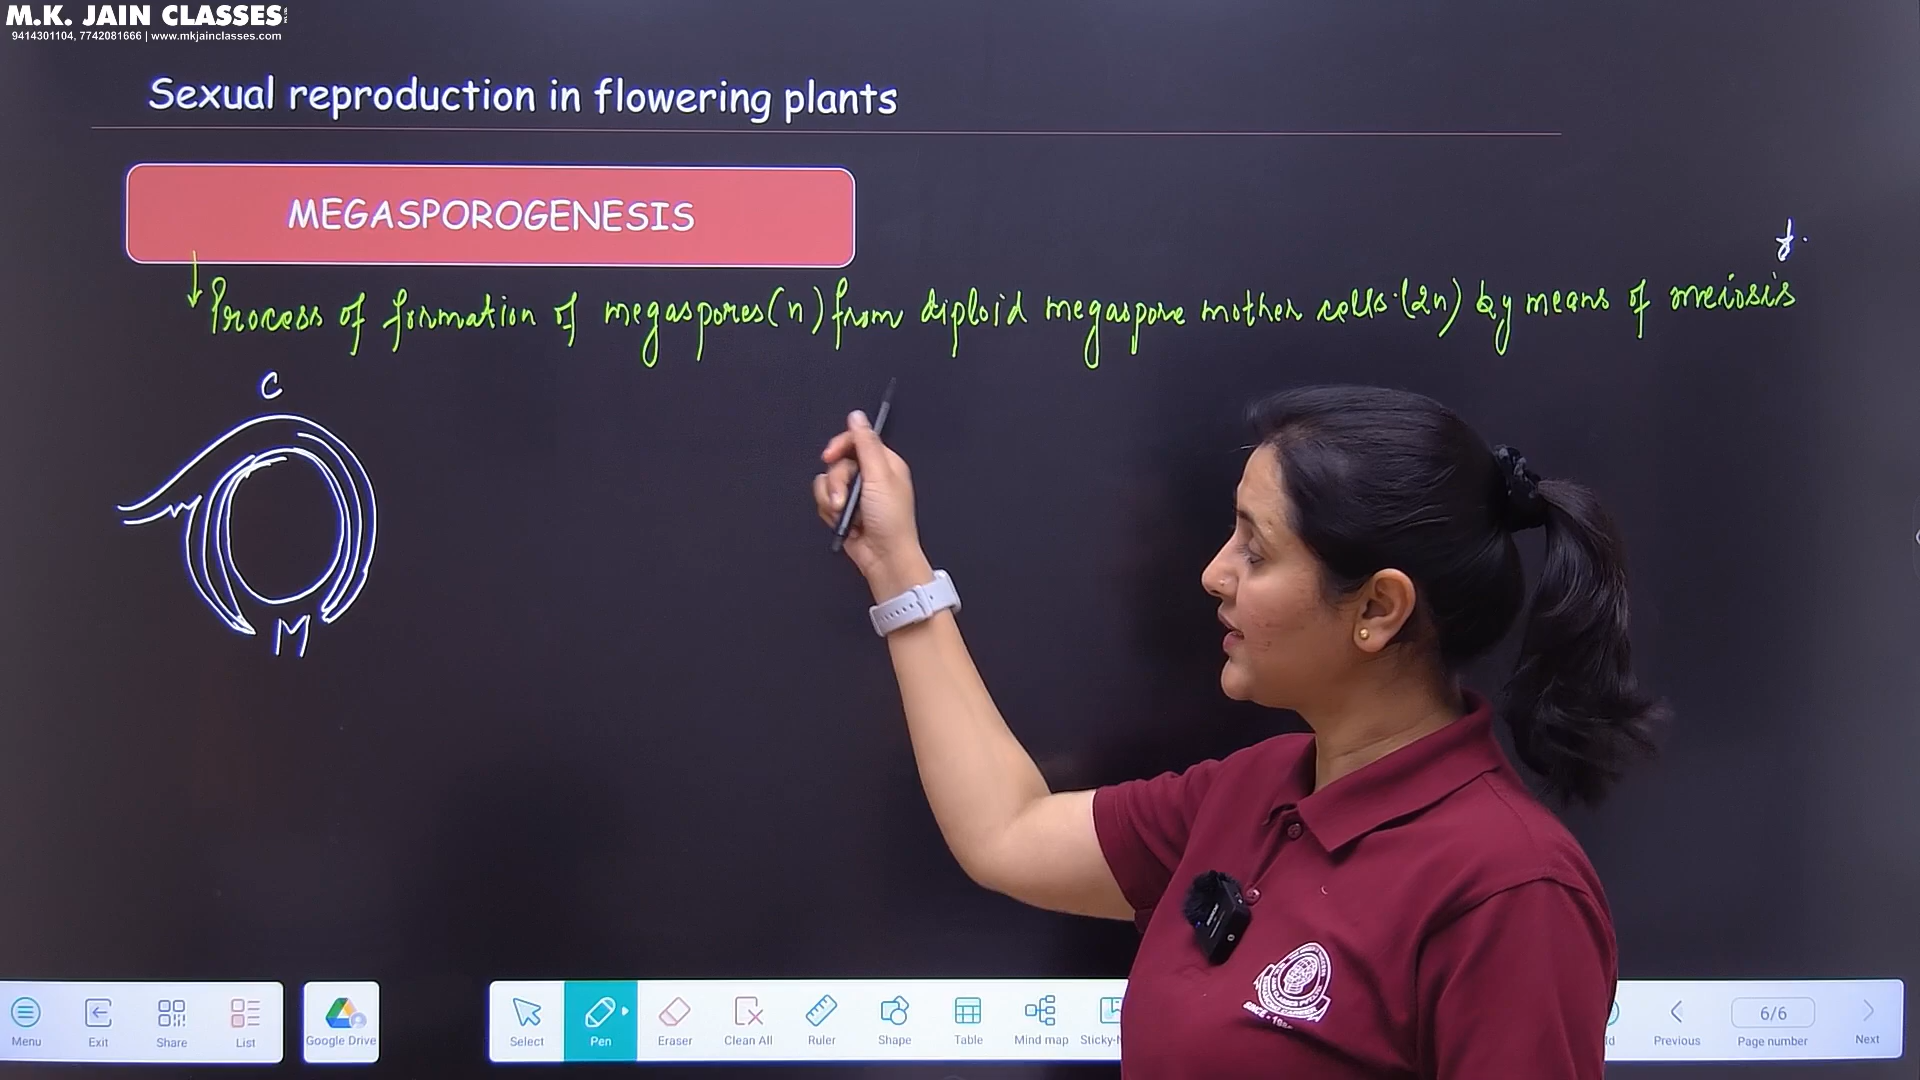 M.K. JAIN CLASSES
9414301104, 7742081666 | www.mkjainclasses.com
Sexual reproduction in flowering plants
MEGASPOROGENESIS
Process of formation of megaspores (n) from diploid megaspore mother cells (2n) by means of meiosis
C
M
Menu
Exit
Share
List
Google Drive
Select
Pen
Eraser
Clean All
Ruler
Shape
Table
Mind map
Previous
6/6
Page number
Next